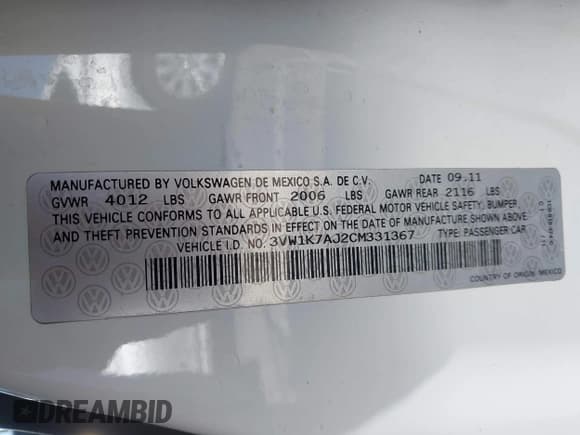 MANUFACTURED BY VOLKSWAGEN DE MEXICO S.A. DE C.V. DATE 09.11
GVWR 4012 LBS GAWR FRONT 2006 LBS GAWR REAR 2116 LBS
THIS VEHICLE CONFORMS TO ALL APPLICABLE U.S. FEDERAL MOTOR VEHICLE SAFETY, BUMPER
AND THEFT PREVENTION STANDARDS IN EFFECT ON THE DATE OF MANUFACTURE SHOWN ABOVE.
VEHICLE I.D. NO. 3VW1K7AJ2CM331367 TYPE: PASSENGER CAR
COUNTRY OF ORIGIN: MEXICO
DREAMBID